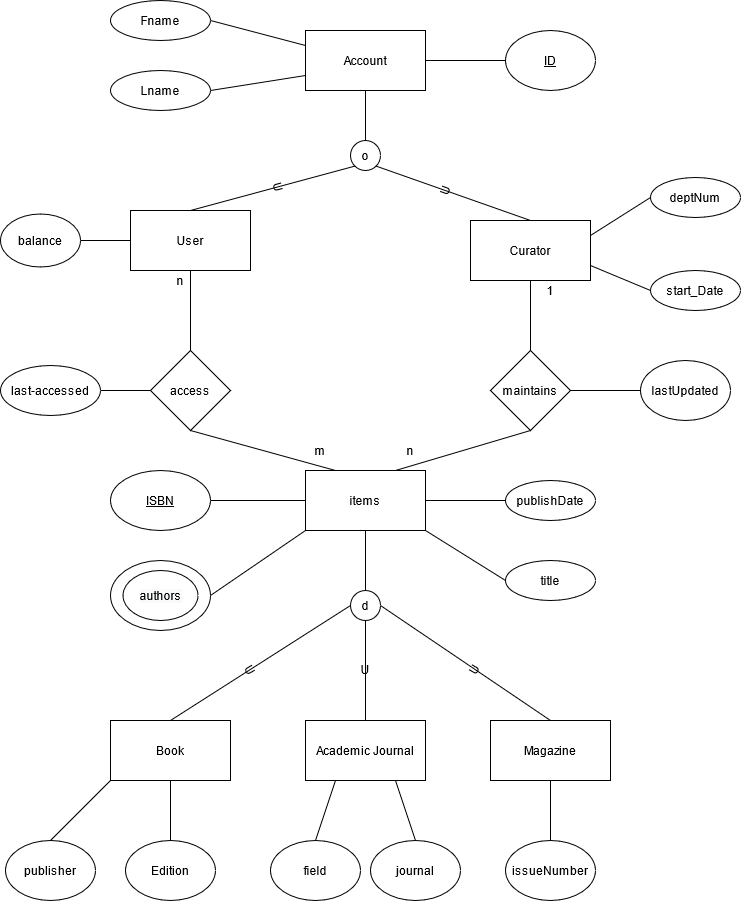 Fname
Account
ID
Lname
o
U
U
deptNum
balance
User
Curator
start_Date
n
1
last-accessed
access
maintains
lastUpdated
m
n
ISBN
items
publishDate
authors
d
title
U
U
U
Book
Academic Journal
Magazine
publisher
Edition
field
journal
issueNumber